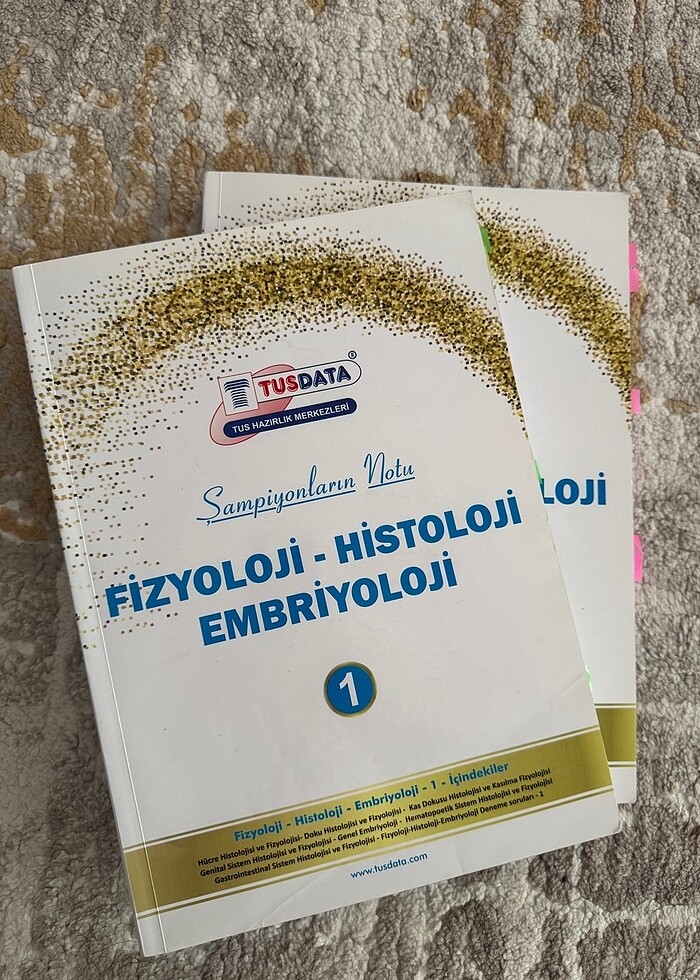 TUSDATA
®
TUS HAZIRLIK MERKEZLERİ
Şampiyonların Notu
FİZYOLOJİ - HİSTOLOJİ
EMBRİYOLOJİ
1
Fizyoloji - Histoloji - Embriyoloji - 1 - İçindekiler
Hücre Histolojisi ve Fizyolojisi- Doku Histolojisi ve Fizyolojisi - Kas Dokusu Histolojisi ve Kasılma Fizyolojisi
Genital Sistem Histolojisi ve Fizyolojisi - Genel Embriyoloji - Hematopoetik Sistem Histolojisi ve Fizyolojisi
Gastrointestinal Sistem Histolojisi ve Fizyolojisi - Fizyoloji-Histoloji-Embriyoloji Deneme soruları - 1
www.tusdata.com
LOJİ